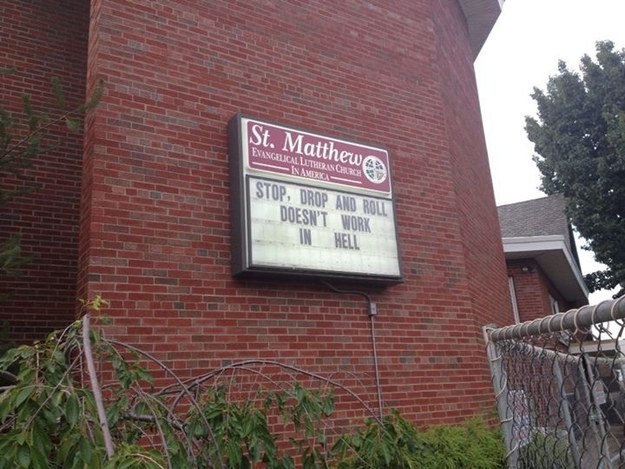 St. Matthew
EVANGELICAL LUTHERAN CHURCH
IN AMERICA
STOP, DROP AND ROLL
DOESN'T WORK
IN HELL